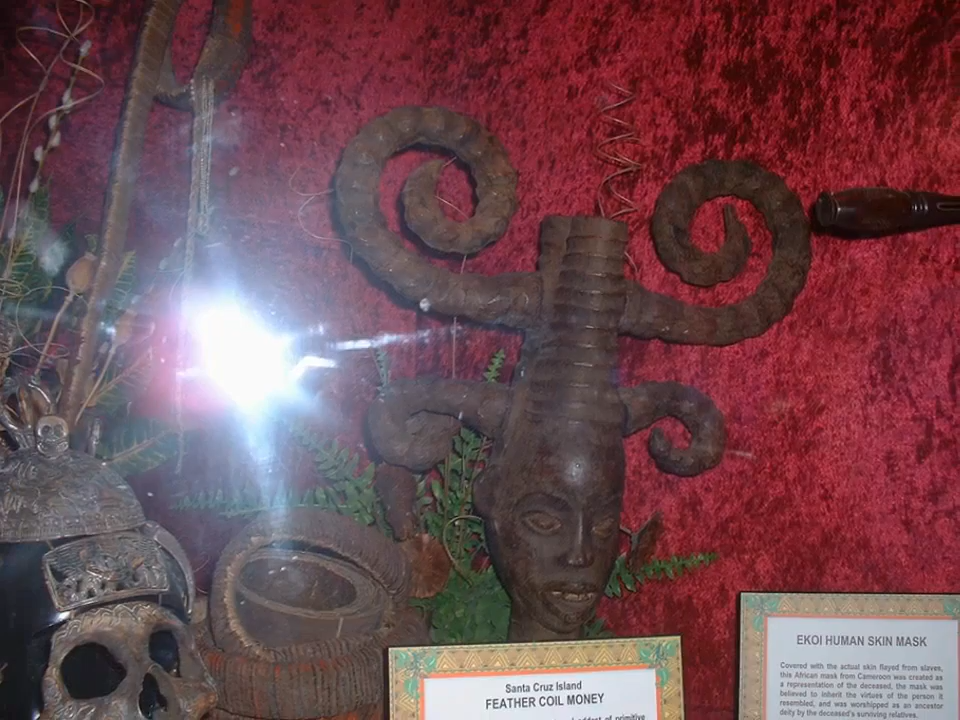 Santa Cruz Island
FEATHER COIL MONEY
of primitive
EKOI HUMAN SKIN MASK
Covered with the actual skin flayed from slaves,
this African mask from Cameroon was created as
a representation of the deceased, the mask was
believed to inherit the virtues of the person it
resembled, and was worshipped as an ancestor
deity by the deceased's surviving relatives.